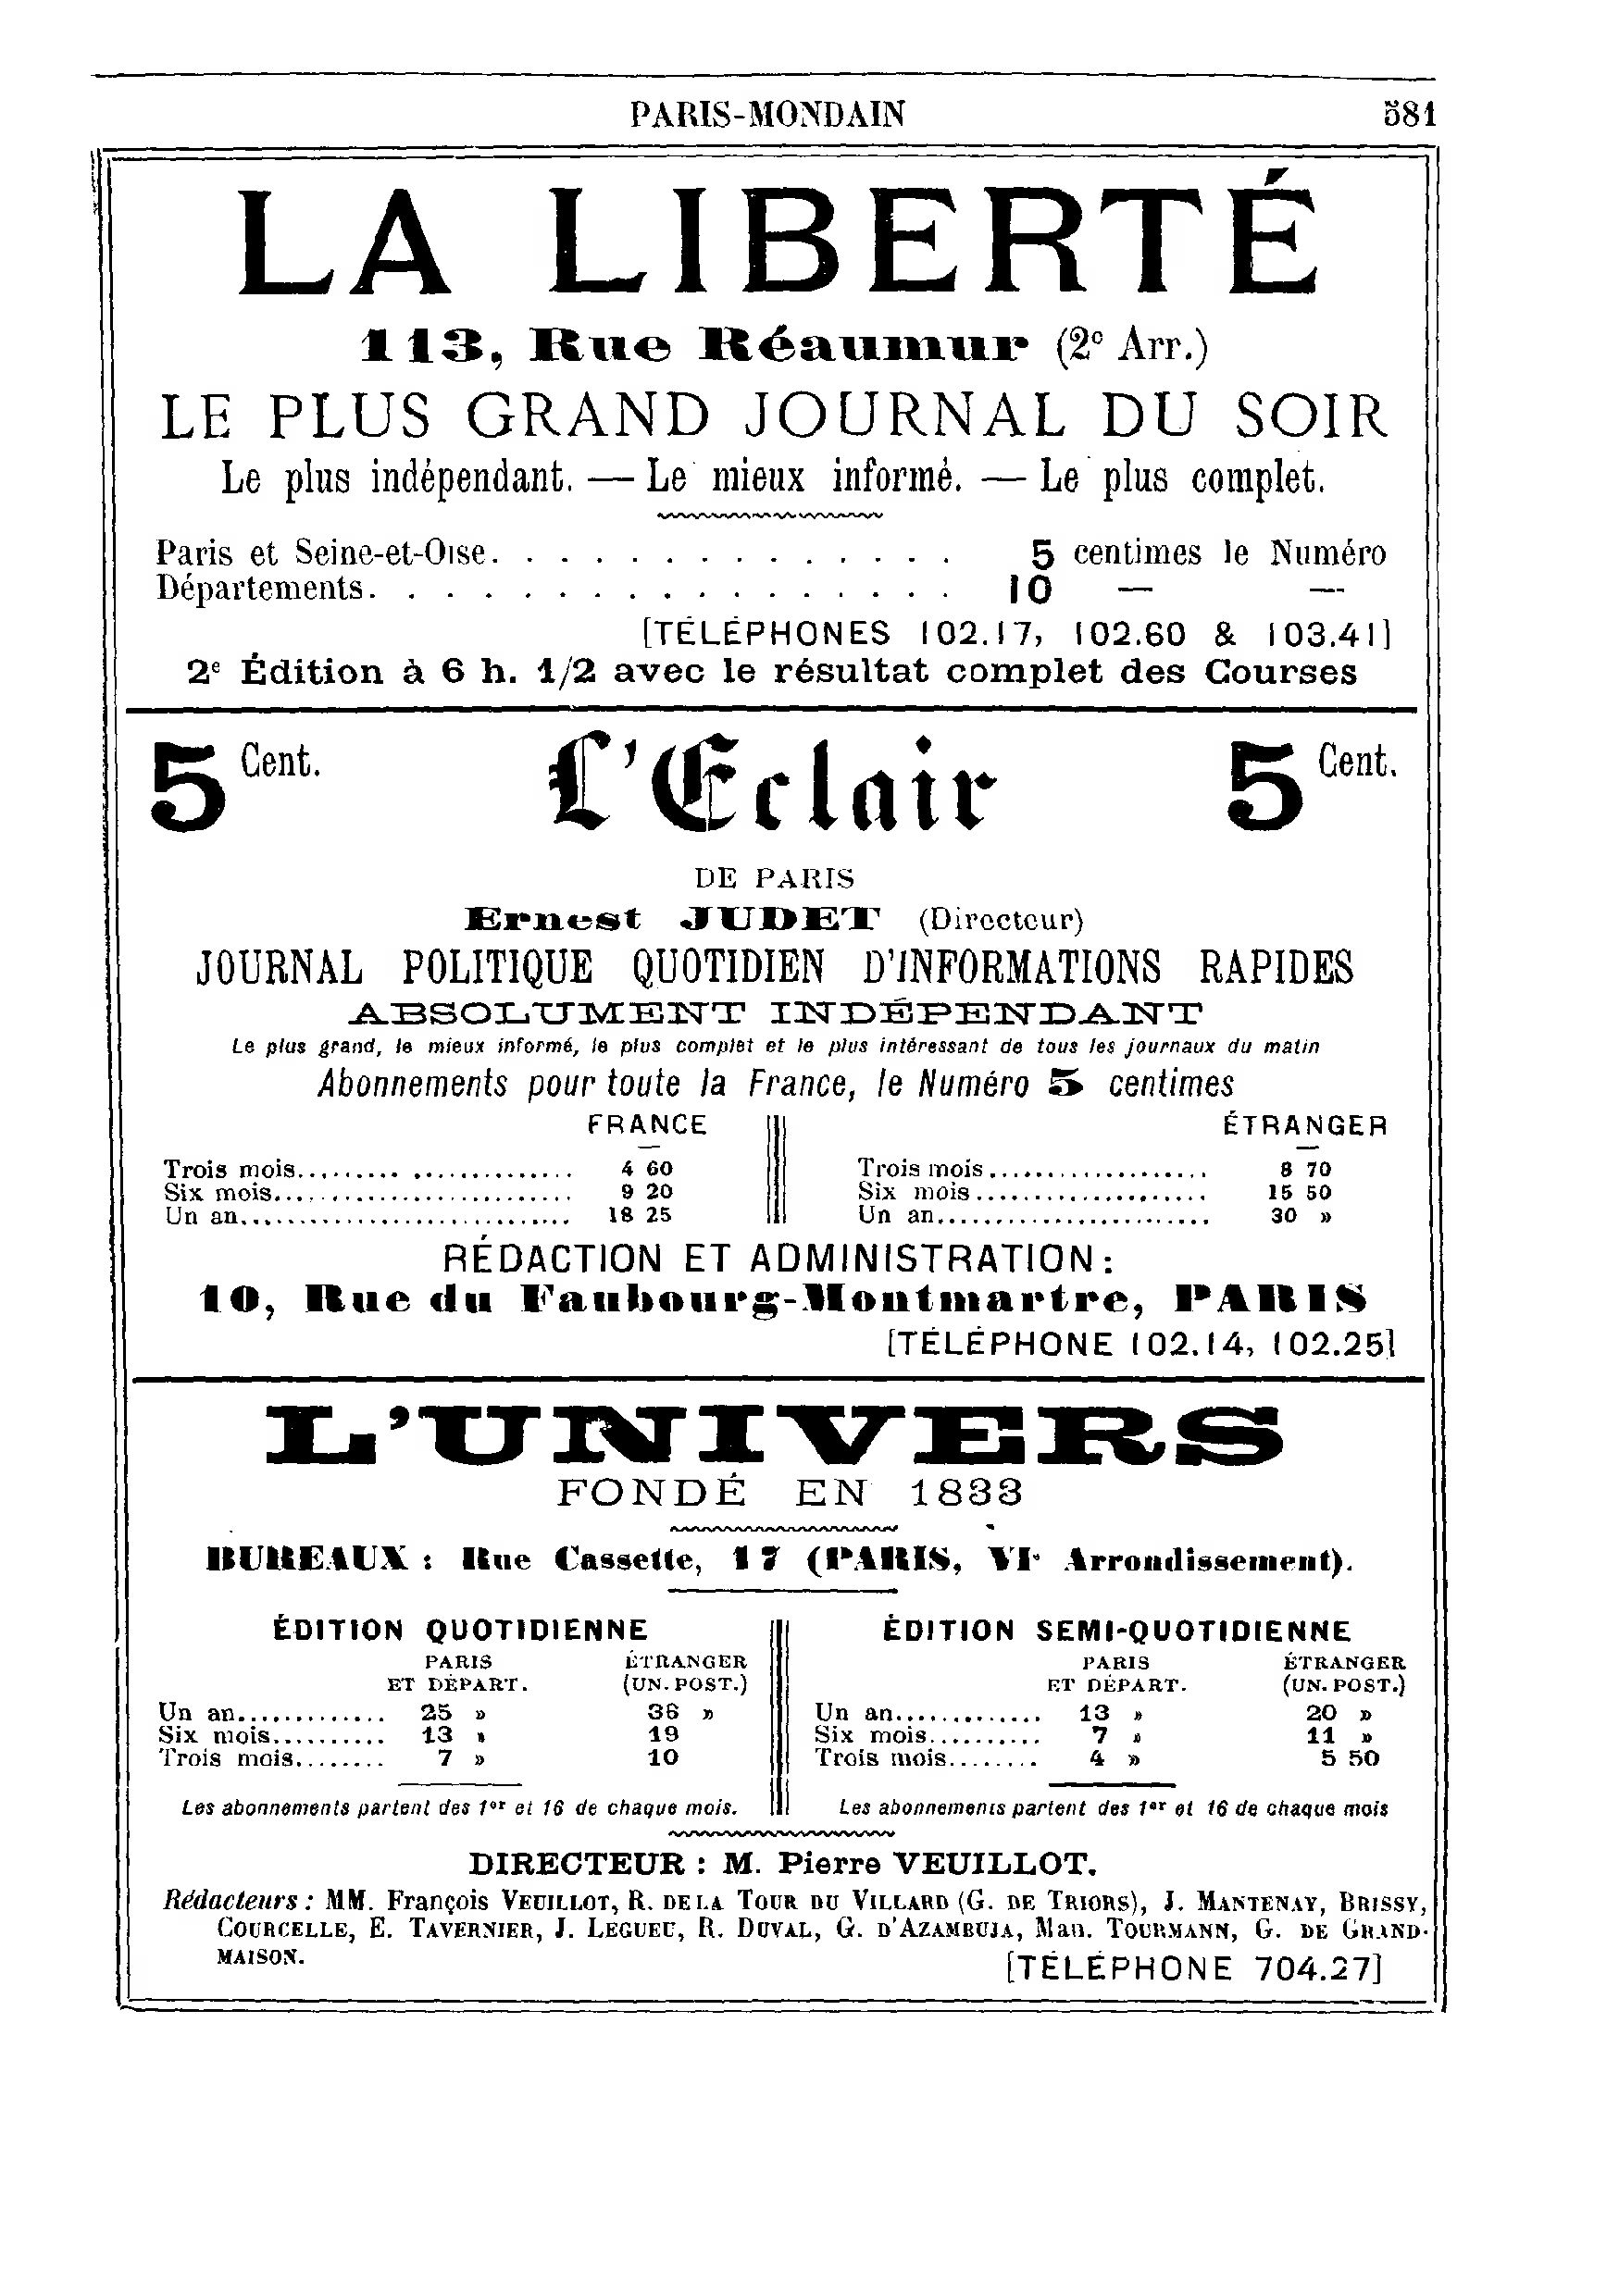 PARIS-MONDAIN 581
LA LIBERTÉ
113, Rue Réaumur (2e Arr.)
LE PLUS GRAND JOURNAL DU SOIR
Le plus indépendant. — Le mieux informé. — Le plus complet.
Paris et Seine-et-Oise. . . . . . . . . . . . . . 5 centimes le Numéro
Départements. . . . . . . . . . . . . . . . . 10 — —
[TÉLÉPHONES 102.17, 102.60 & 103.41]
2e Édition à 6 h. 1/2 avec le résultat complet des Courses
5 Cent. L'Eclair 5 Cent.
DE PARIS
Ernest JUDET (Directeur)
JOURNAL POLITIQUE QUOTIDIEN D'INFORMATIONS RAPIDES
ABSOLUMENT INDÉPENDANT
Le plus grand, le mieux informé, le plus complet et le plus intéressant de tous les journaux du matin
Abonnements pour toute la France, le Numéro 5 centimes
FRANCE ÉTRANGER
Trois mois........................ 4 60 Trois mois................... 8 70
Six mois.......................... 9 20 Six mois.................... 15 50
Un an............................. 18 25 Un an........................ 30 »
RÉDACTION ET ADMINISTRATION:
10, Rue du Faubourg-Montmartre, PARIS
[TÉLÉPHONE 102.14, 102.25]
L'UNIVERS
FONDÉ EN 1833
BUREAUX : Rue Cassette, 17 (PARIS, VIe Arrondissement).
ÉDITION QUOTIDIENNE ÉDITION SEMI-QUOTIDIENNE
PARIS ÉTRANGER PARIS ÉTRANGER
ET DÉPART. (UN. POST.) ET DÉPART. (UN. POST.)
Un an............. 25 » 36 » Un an............. 13 » 20 »
Six mois.......... 13 » 19 Six mois.......... 7 » 11 »
Trois mois........ 7 » 10 Trois mois........ 4 » 5 50
Les abonnements partent des 1er et 16 de chaque mois. Les abonnements partent des 1er et 16 de chaque mois
DIRECTEUR : M. Pierre VEUILLOT.
Rédacteurs : MM. François VEUILLOT, R. DE LA TOUR DU VILLARD (G. DE TRIORS), J. MANTENAY, BRISSY,
COURCELLE, E. TAVERNIER, J. LEGUEU, R. DUVAL, G. D'AZAMBUJA, Man. TOURMANN, G. DE GRAND-
MAISON.
[TÉLÉPHONE 704.27]